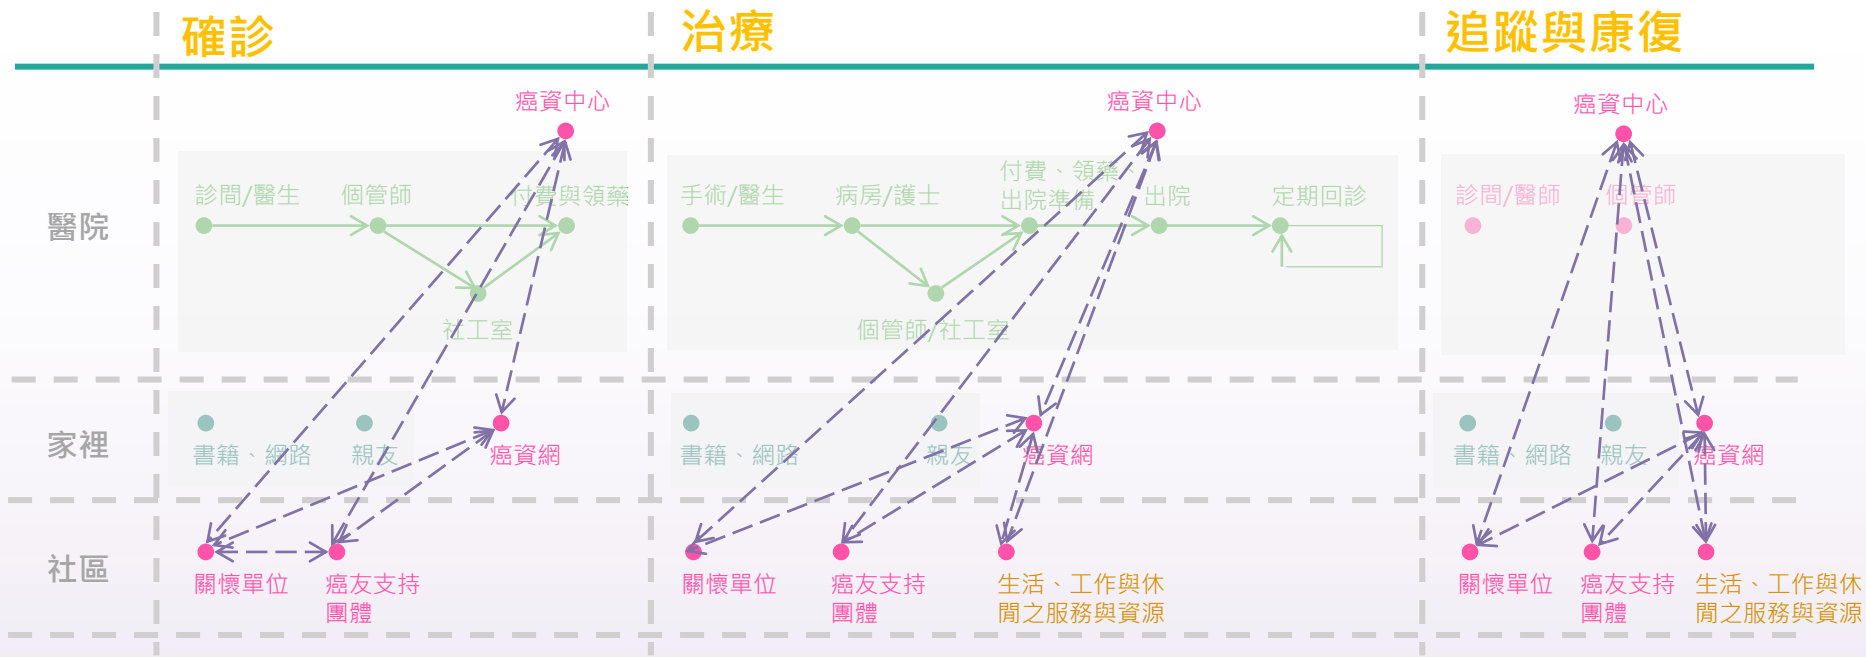 確診
治療
追蹤與康復
醫院
癌資中心
診間/醫生
個管師
付費與領藥
社工室
癌資中心
手術/醫生
病房/護士
付費、領藥、
出院準備
出院
定期回診
個管師/社工室
癌資中心
診間/醫師
個管師
家裡
書籍、網路
親友
癌資網
書籍、網路
親友
癌資網
書籍、網路
親友
癌資網
社區
關懷單位
癌友支持
團體
關懷單位
癌友支持
團體
生活、工作與休
閒之服務與資源
關懷單位
癌友支持
團體
生活、工作與休
閒之服務與資源